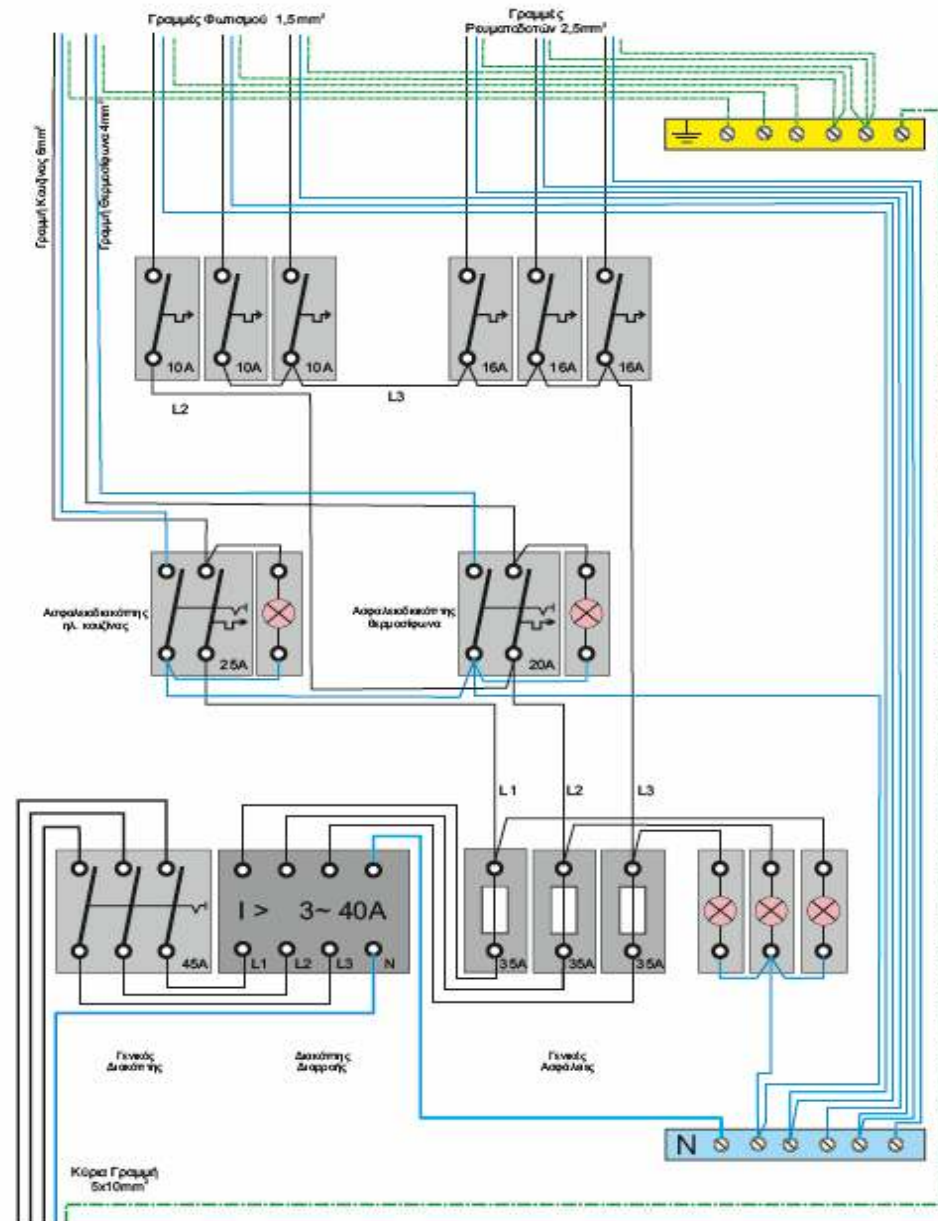 Γραμμές Φωτισμού 1,5mm²
Γραμμές
Ρευματοδοτών 2,5mm²
Γραμμή Κουζίνας 6mm²
Γραμμή Θερμοσίφωνα 4mm²
10A
10A
10A
16A
16A
16A
L2
L3
Ασφαλειοδιακόπτης
ηλ. κουζίνας
25A
Ασφαλειοδιακόπτης
θερμοσίφωνα
20A
L1
L2
L3
45A
I > 3~ 40A
L1
L2
L3
N
35A
35A
35A
Γενικός
Διακόπτης
Διακόπτης
Διαρροής
Γενικές
Ασφάλειες
N
Κύρια Γραμμή
5x10mm²